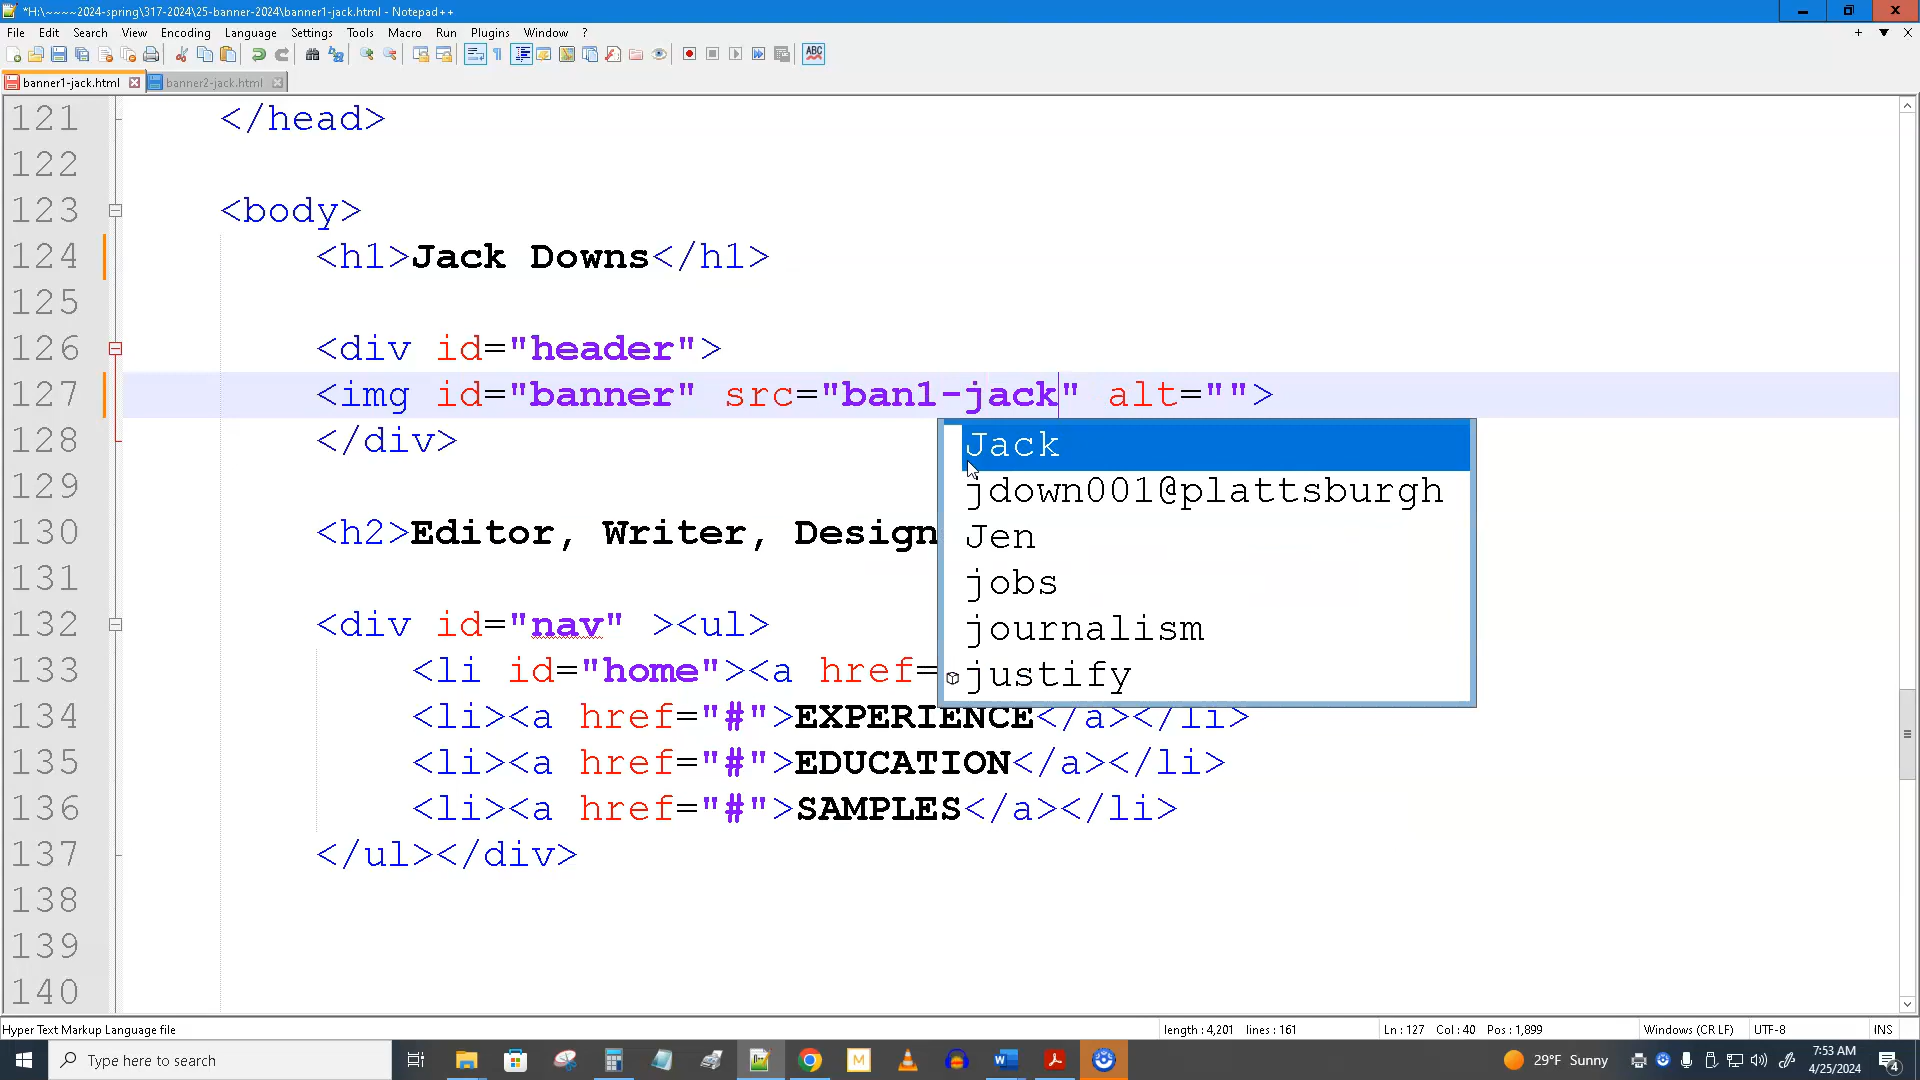 *H:\~~~~2024-spring\317-2024\25-banner-2024\banner1-jack.html - Notepad++
File Edit Search View Encoding Language Settings Tools Macro Run Plugins Window ?
+ ▼ X
ABC
banner1-jack.html banner2-jack.html
121 </head>
122
123 <body>
124 <h1>Jack Downs</h1>
125
126 <div id="header">
127 <img id="banner" src="ban1-jack" alt="">
128 </div>
Jack
129
jdown001@plattsburgh
130 <h2>Editor, Writer, Design
Jen
131
jobs
132 <div id="nav" ><ul>
journalism
133 <li id="home"><a href=
justify
134 <li><a href="#">EXPERIENCE</a></li>
135 <li><a href="#">EDUCATION</a></li>
136 <li><a href="#">SAMPLES</a></li>
137 </ul></div>
138
139
140
Hyper Text Markup Language file length : 4,201 lines : 161 Ln : 127 Col : 40 Pos : 1,899 Windows (CR LF) UTF-8 INS
Type here to search
M
29°F Sunny
7:53 AM
4/25/2024
4